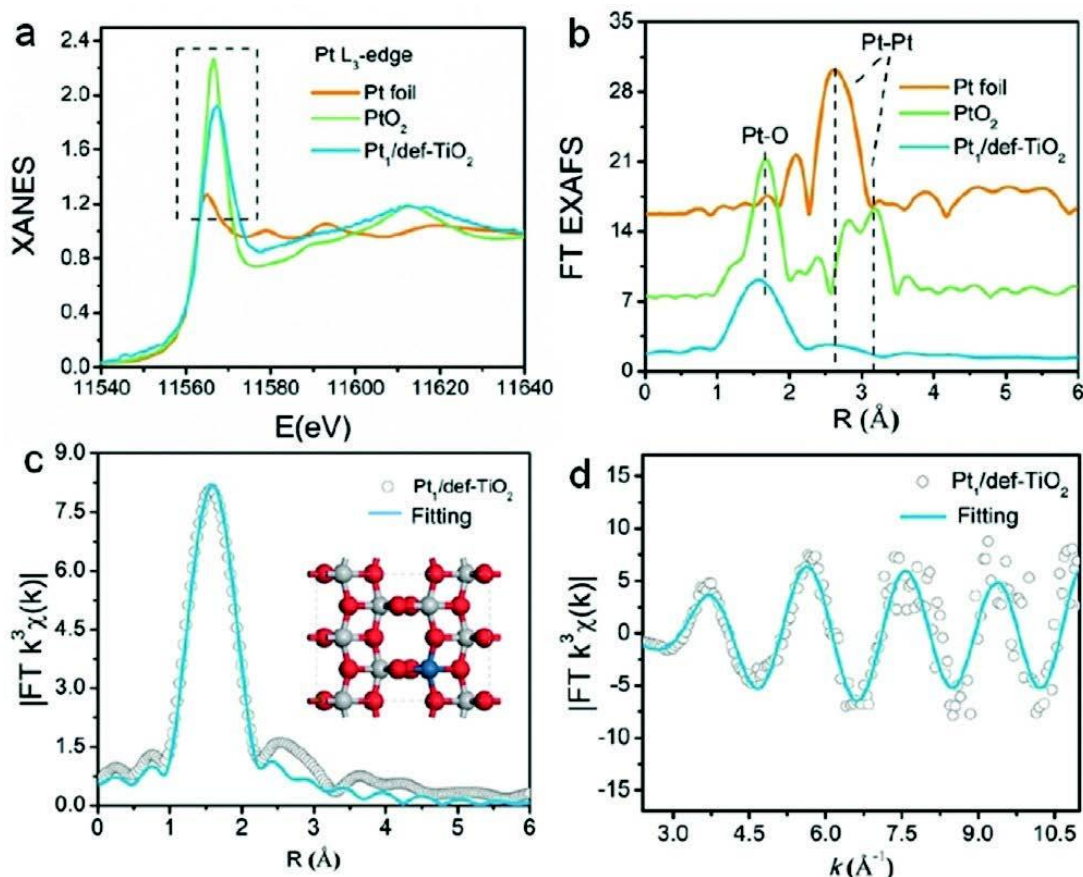 a
XANES
2.4
2.0
1.6
1.2
0.8
0.4
0.0
Pt L₃-edge
Pt foil
PtO₂
Pt₁/def-TiO₂
11540 11560 11580 11600 11620 11640
E(eV)
b
FT EXAFS
35
28
21
14
7
0
Pt-Pt
Pt-O
Pt foil
PtO₂
Pt₁/def-TiO₂
0 1 2 3 4 5 6
R (Å)
c
|FT k³χ(k)|
9.0
7.5
6.0
4.5
3.0
1.5
0.0
Pt₁/def-TiO₂
Fitting
0 1 2 3 4 5 6
R (Å)
d
|FT k³χ(k)|
15
10
5
0
-5
-10
-15
Pt₁/def-TiO₂
Fitting
3.0 4.5 6.0 7.5 9.0 10.5
k (Å⁻¹)